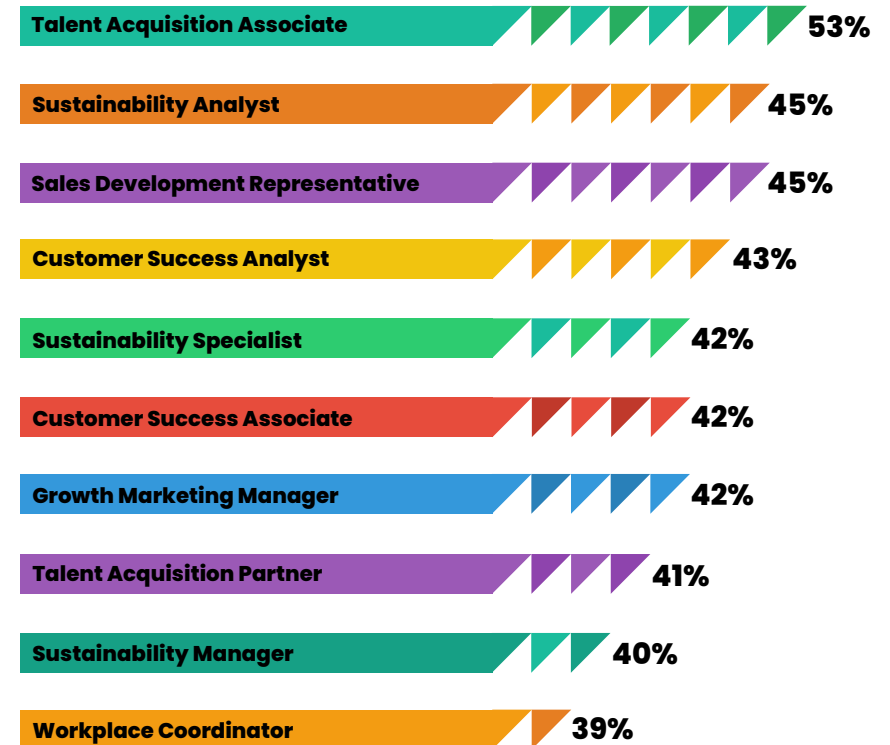 Talent Acquisition Associate 53%
Sustainability Analyst 45%
Sales Development Representative 45%
Customer Success Analyst 43%
Sustainability Specialist 42%
Customer Success Associate 42%
Growth Marketing Manager 42%
Talent Acquisition Partner 41%
Sustainability Manager 40%
Workplace Coordinator 39%